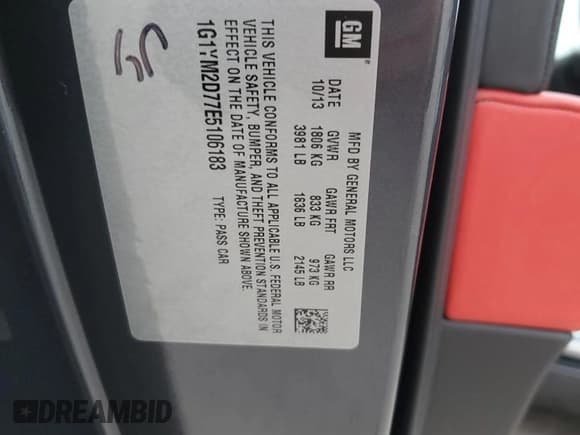 GM
MFD BY GENERAL MOTORS LLC
DATE GVWR GAWR FRT GAWR RR
10/13 1806 KG 833 KG 973 KG
3981 LB 1836 LB 2145 LB
THIS VEHICLE CONFORMS TO ALL APPLICABLE U.S. FEDERAL MOTOR
VEHICLE SAFETY, BUMPER, AND THEFT PREVENTION STANDARDS IN
EFFECT ON THE DATE OF MANUFACTURE SHOWN ABOVE.
1G1YM2D77E5106183 TYPE: PASS CAR
DREAMBID